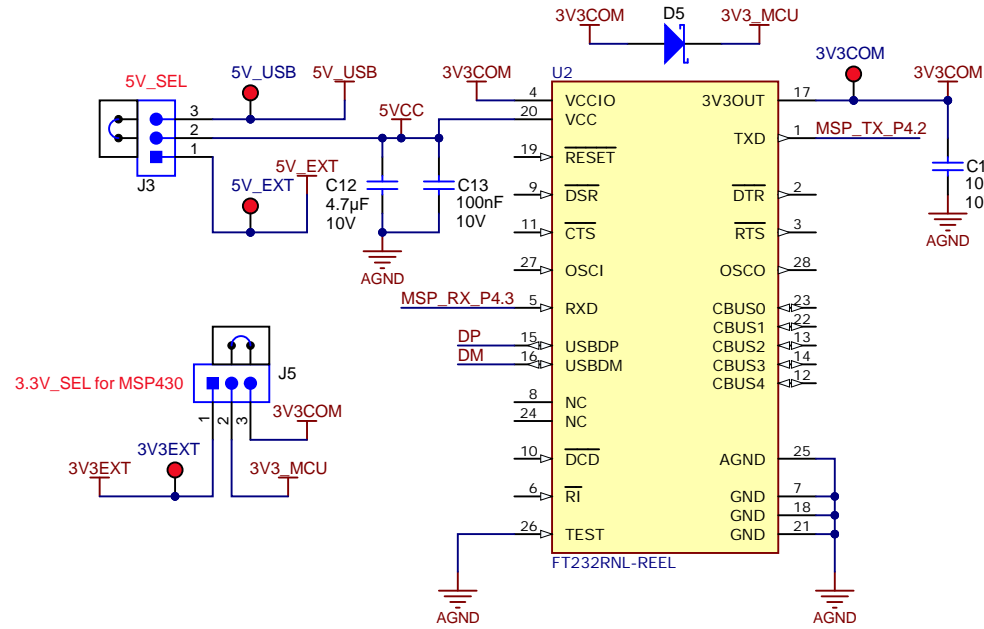 D5
3V3COM
3V3_MCU
5V_SEL
5V_USB
5V_USB
3
2
1
J3
5VCC
5V_EXT
5V_EXT
C12
4.7µF
10V
C13
100nF
10V
AGND
3V3COM
U2
4 VCCIO
20 VCC
19 RESET
9 DSR
11 CTS
27 OSCI
MSP_RX_P4.3 5 RXD
DP 15 USBDP
DM 16 USBDM
8 NC
24 NC
10 DCD
6 RI
26 TEST
3V3OUT 17
TXD 1 MSP_TX_P4.2
DTR 2
RTS 3
OSCO 28
CBUS0 23
CBUS1 22
CBUS2 13
CBUS3 14
CBUS4 12
AGND 25
GND 7
GND 18
GND 21
FT232RNL-REEL
AGND
AGND
3V3COM
3V3COM
C1
10
10
AGND
J5
3.3V_SEL for MSP430
1
2
3
3V3COM
3V3EXT
3V3EXT
3V3_MCU